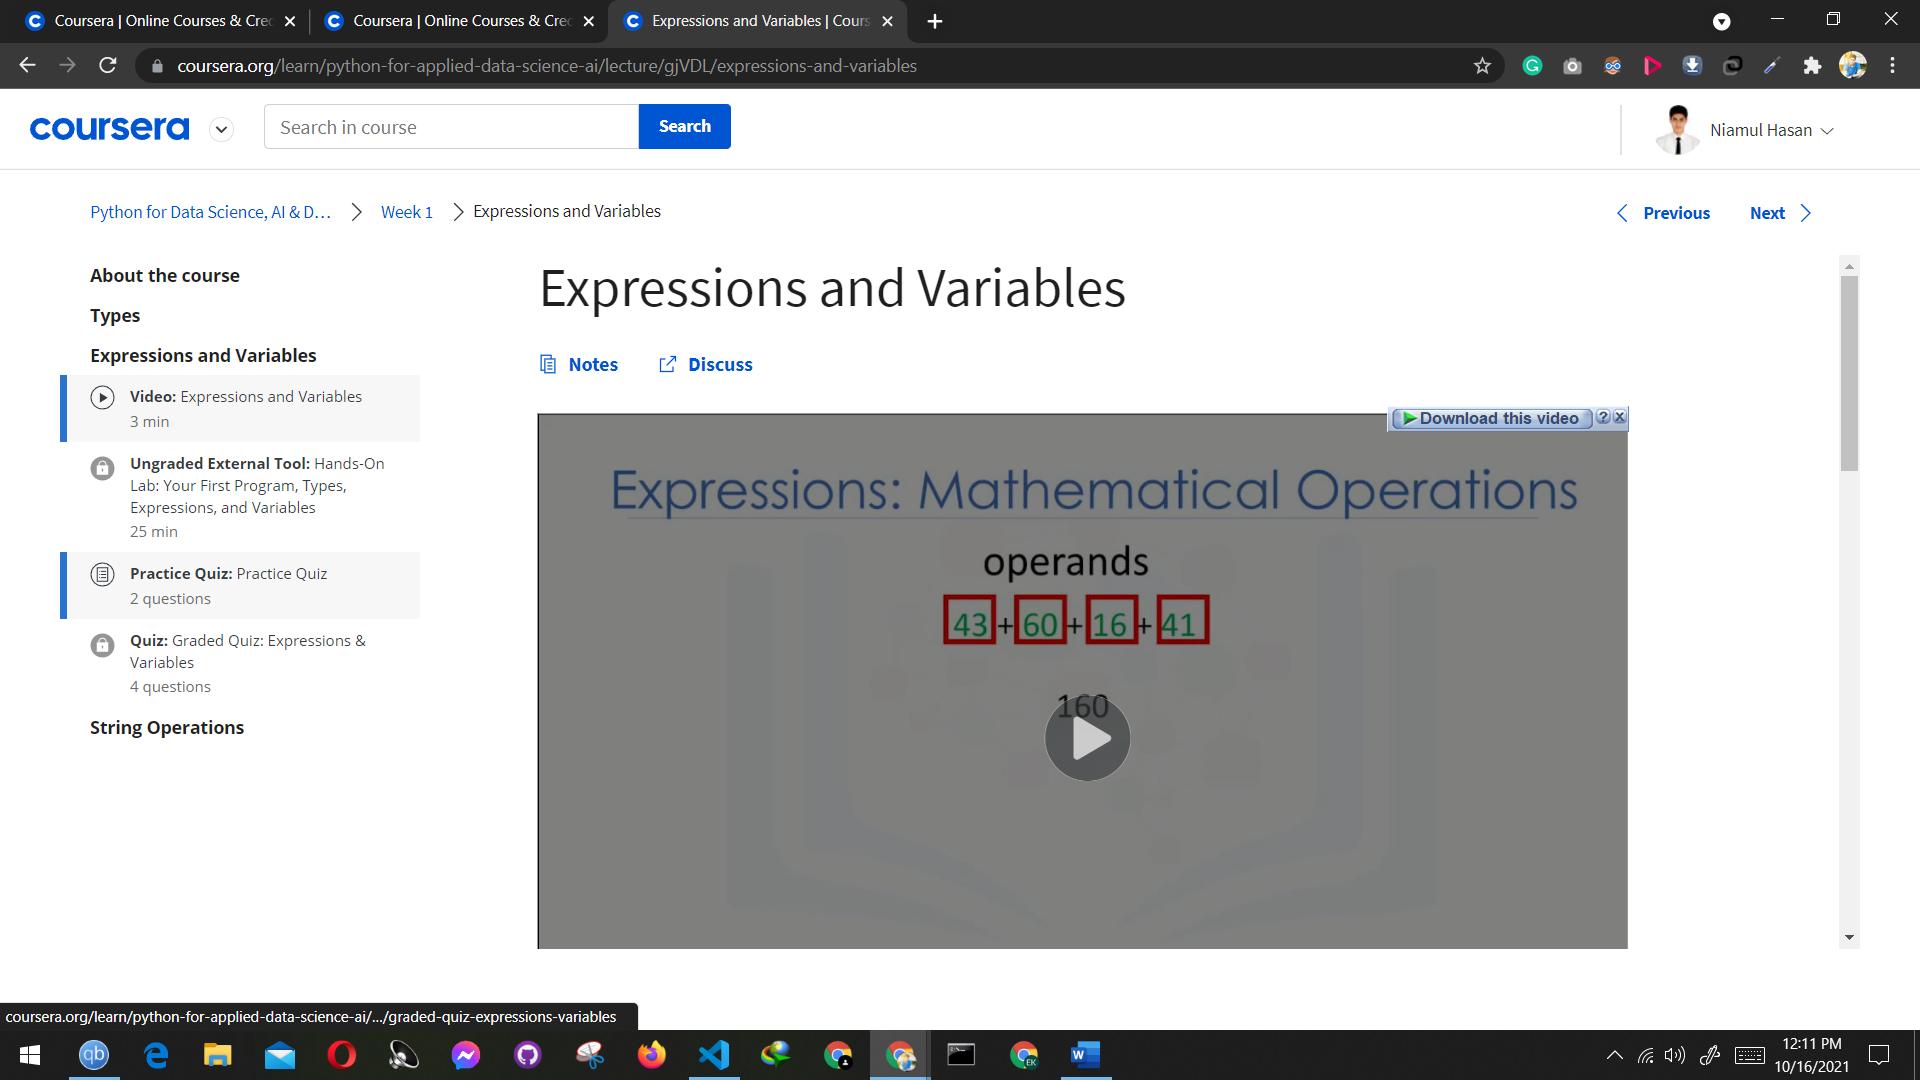 Coursera | Online Courses & Cre
Coursera | Online Courses & Cre
Expressions and Variables | Cours
coursera.org/learn/python-for-applied-data-science-ai/lecture/gjVDL/expressions-and-variables
coursera
Search in course
Search
Niamul Hasan
Python for Data Science, AI & D...
Week 1
Expressions and Variables
Previous
Next
About the course
Types
Expressions and Variables
Video: Expressions and Variables
3 min
Ungraded External Tool: Hands-On
Lab: Your First Program, Types,
Expressions, and Variables
25 min
Practice Quiz: Practice Quiz
2 questions
Quiz: Graded Quiz: Expressions &
Variables
4 questions
String Operations
Expressions and Variables
Notes
Discuss
Download this video
?
Expressions: Mathematical Operations
operands
43+60+16+41
160
coursera.org/learn/python-for-applied-data-science-ai/.../graded-quiz-expressions-variables
qb
EK
W
12:11 PM
10/16/2021